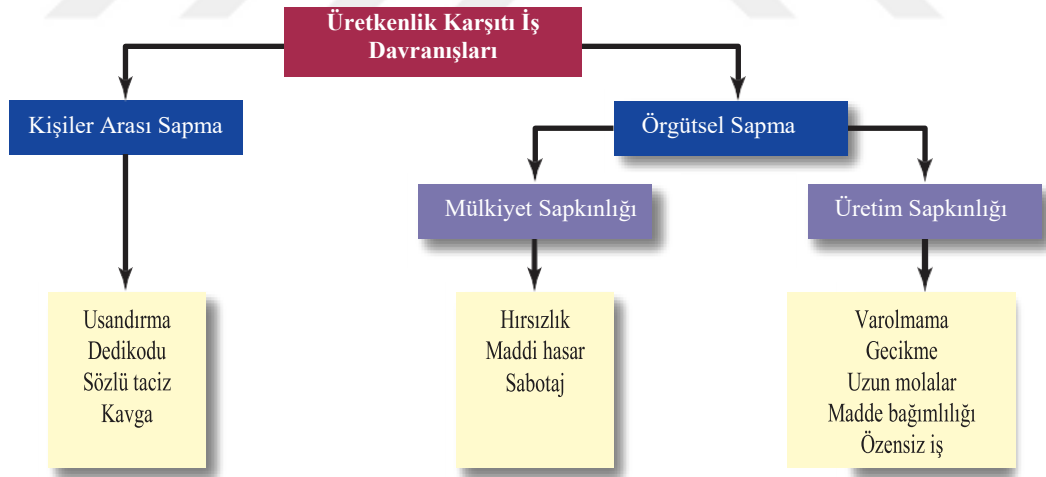 Üretkenlik Karşıtı İş
Davranışları
Kişiler Arası Sapma
Örgütsel Sapma
Mülkiyet Sapkınlığı
Üretim Sapkınlığı
Usandırma
Dedikodu
Sözlü taciz
Kavga
Hırsızlık
Maddi hasar
Sabotaj
Varolmama
Gecikme
Uzun molalar
Madde bağımlılığı
Özensiz iş